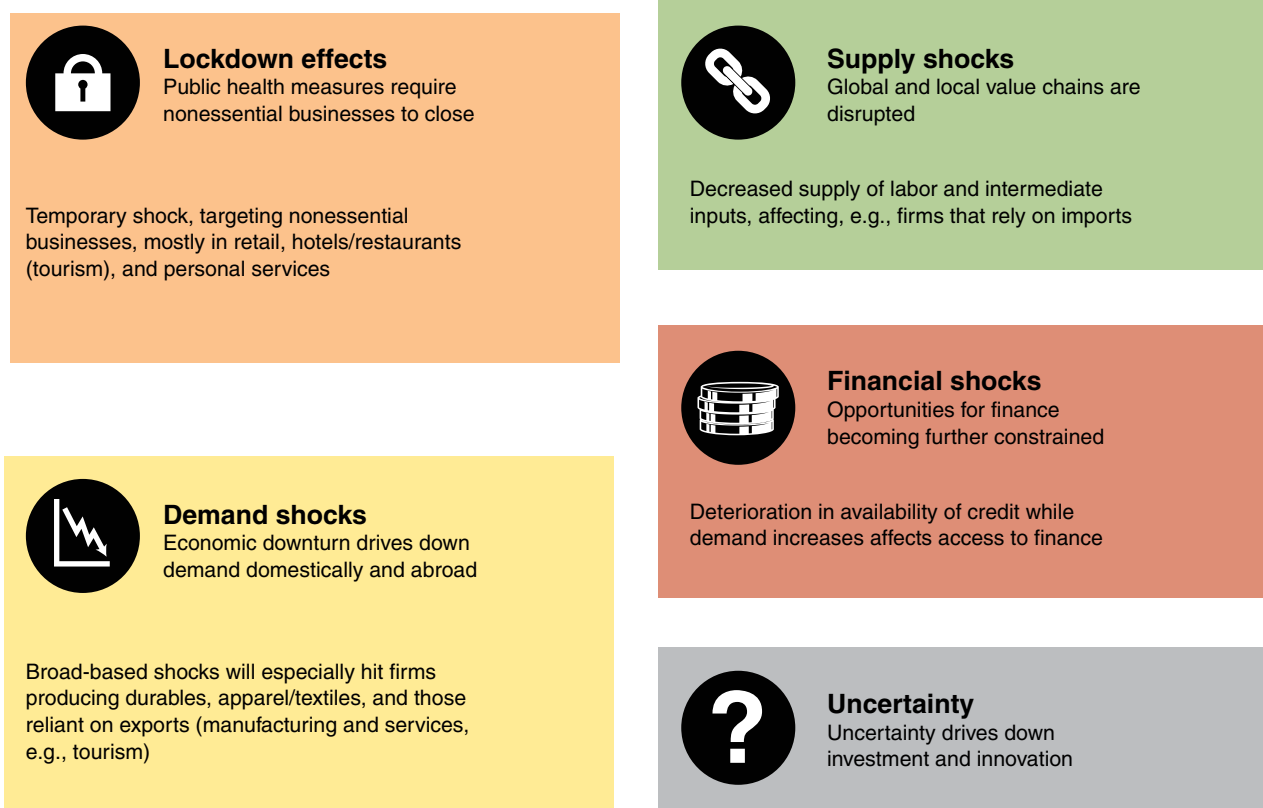 Lockdown effects
Public health measures require
nonessential businesses to close
Temporary shock, targeting nonessential
businesses, mostly in retail, hotels/restaurants
(tourism), and personal services
Demand shocks
Economic downturn drives down
demand domestically and abroad
Broad-based shocks will especially hit firms
producing durables, apparel/textiles, and those
reliant on exports (manufacturing and services,
e.g., tourism)
Supply shocks
Global and local value chains are
disrupted
Decreased supply of labor and intermediate
inputs, affecting, e.g., firms that rely on imports
Financial shocks
Opportunities for finance
becoming further constrained
Deterioration in availability of credit while
demand increases affects access to finance
?
Uncertainty
Uncertainty drives down
investment and innovation